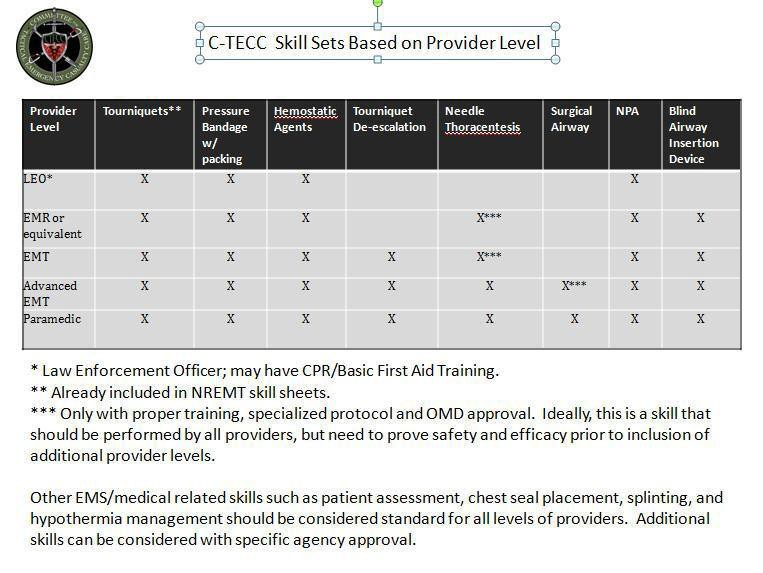 COMMITTEE
TACTICAL EMERGENCY CASUALTY CARE
C-TECC  Skill Sets Based on Provider Level
Provider Level | Tourniquets** | Pressure Bandage w/ packing | Hemostatic Agents | Tourniquet De-escalation | Needle Thoracentesis | Surgical Airway | NPA | Blind Airway Insertion Device
LEO* | X | X | X | | | | X |
EMR or equivalent | X | X | X | | X*** | | X | X
EMT | X | X | X | X | X*** | | X | X
Advanced EMT | X | X | X | X | X | X*** | X | X
Paramedic | X | X | X | X | X | X | X | X
* Law Enforcement Officer; may have CPR/Basic First Aid Training.
** Already included in NREMT skill sheets.
*** Only with proper training, specialized protocol and OMD approval.  Ideally, this is a skill that
should be performed by all providers, but need to prove safety and efficacy prior to inclusion of
additional provider levels.
Other EMS/medical related skills such as patient assessment, chest seal placement, splinting, and
hypothermia management should be considered standard for all levels of providers.  Additional
skills can be considered with specific agency approval.